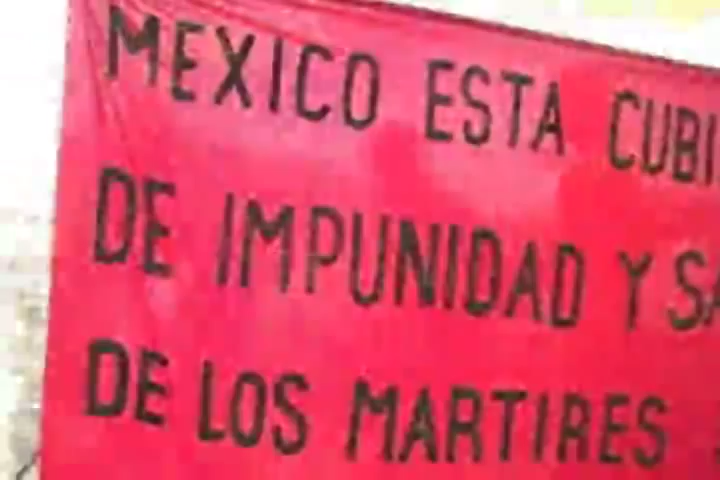 MEXICO ESTA CUBI
DE IMPUNIDAD Y SA
DE LOS MARTIRES